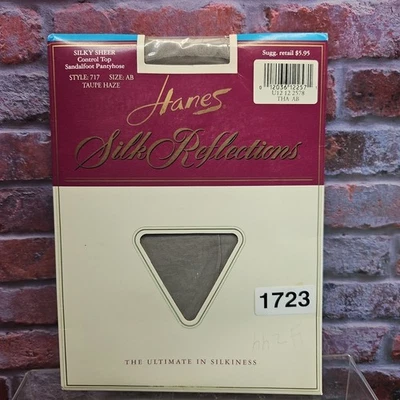 SILKY SHEER
Control Top
Sandalfoot Pantyhose
STYLE: 717 SIZE: AB
TAUPE HAZE
Sugg. retail $5.95
THA AB
Hanes
Silk Reflections
1723
THE ULTIMATE IN SILKINESS